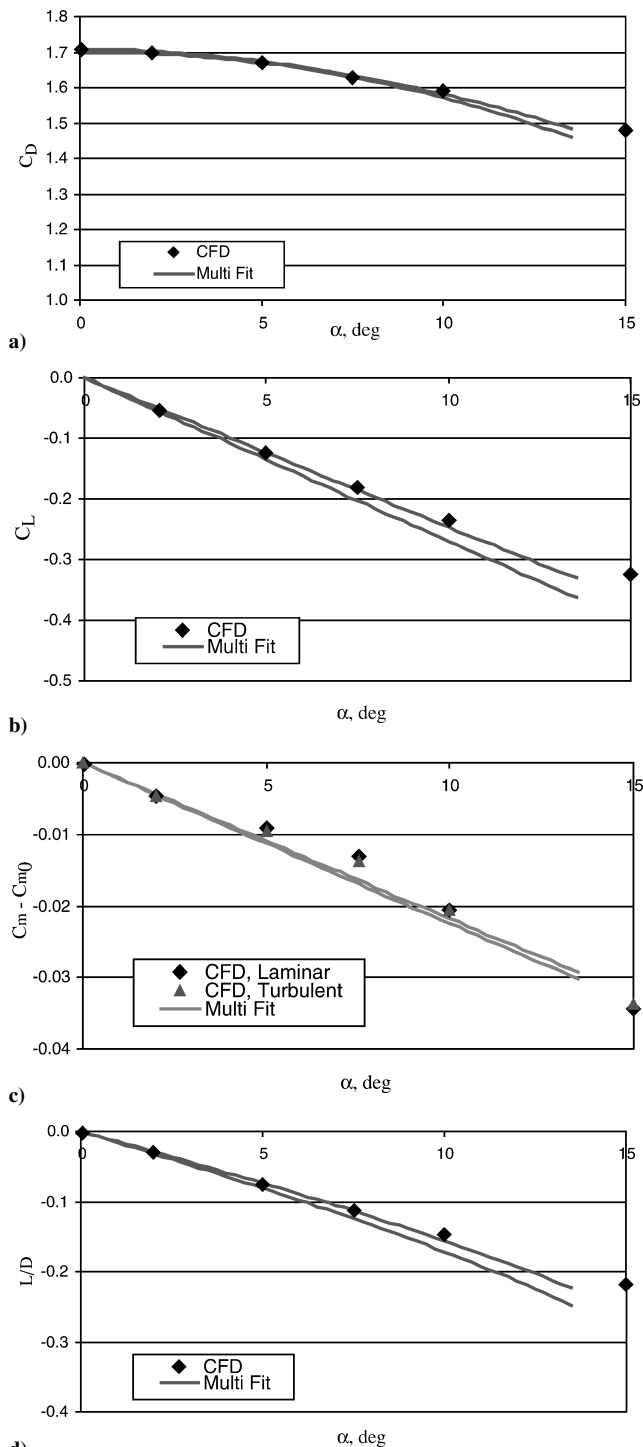 1.8
1.7
1.6
1.5
1.4
1.3
1.2
1.1
1.0
C_D
CFD
Multi Fit
0 5 10 15
α, deg
a)
0.0
-0.1
-0.2
-0.3
-0.4
-0.5
0 5 10 15
C_L
CFD
Multi Fit
α, deg
b)
0.00
-0.01
-0.02
-0.03
-0.04
0 5 10 15
Cm - Cm0
CFD, Laminar
CFD, Turbulent
Multi Fit
α, deg
c)
0.0
-0.1
-0.2
-0.3
-0.4
0 5 10 15
L/D
CFD
Multi Fit
α, deg
d)